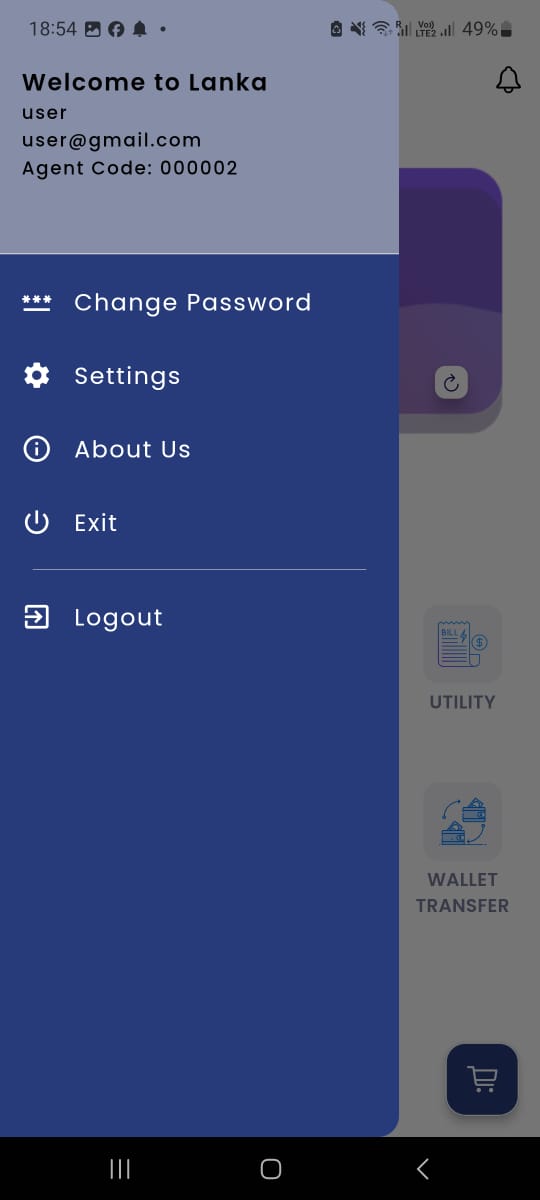 18:54
R
Vo))
LTE2
49%
Welcome to Lanka
user
user@gmail.com
Agent Code: 000002
*** Change Password
Settings
About Us
Exit
Logout
BILL
$
UTILITY
WALLET
TRANSFER